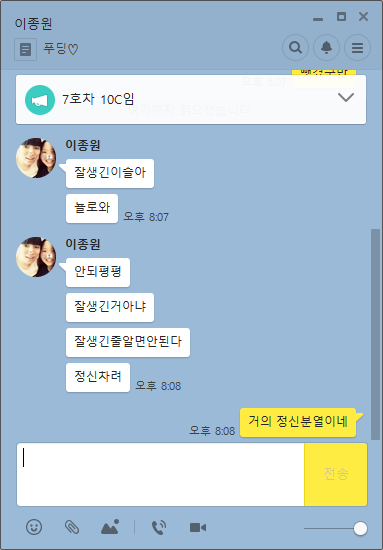 이종원
푸딩♡
7호차 10C임
이종원
잘생긴이슬아
놀로와
오후 8:07
이종원
안되평평
잘생긴거아냐
잘생긴줄알면안된다
정신차려
오후 8:08
오후 8:08
거의 정신분열이네
전송